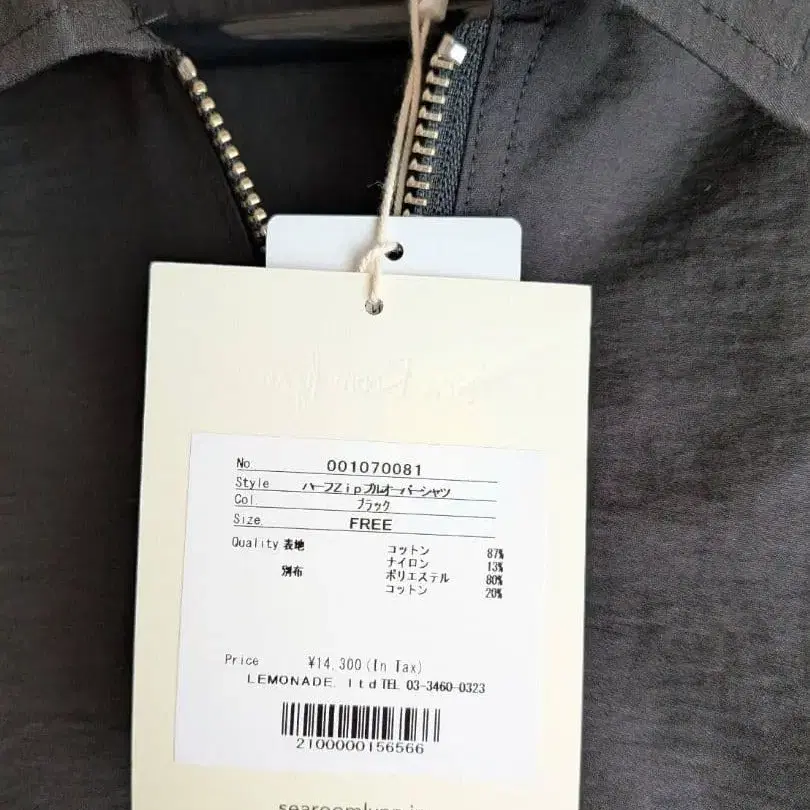 No 001070081
Style ハーフZipプルオーバーシャツ
Col. ブラック
Size. FREE
Quality 表地 コットン 87%
ナイロン 13%
別布 ポリエステル 80%
コットン 20%
Price ¥14,300(In Tax)
LEMONADE. ltd TEL 03-3460-0323
2100000156566